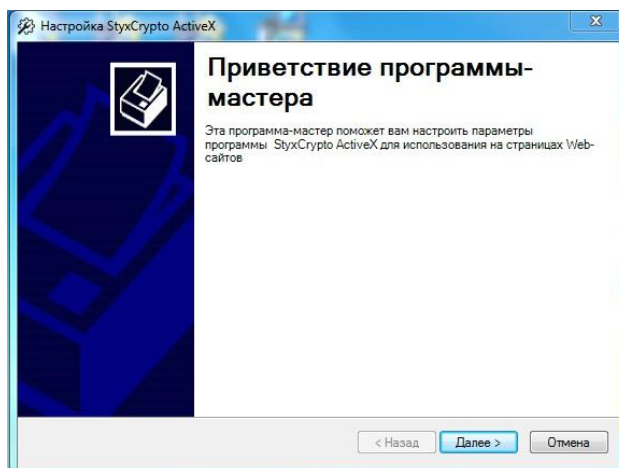 Настройка StyxCrypto ActiveX
Приветствие программы-
мастера
Эта программа-мастер поможет вам настроить параметры
программы StyxCrypto ActiveX для использования на страницах Web-
сайтов
< Назад
Далее >
Отмена